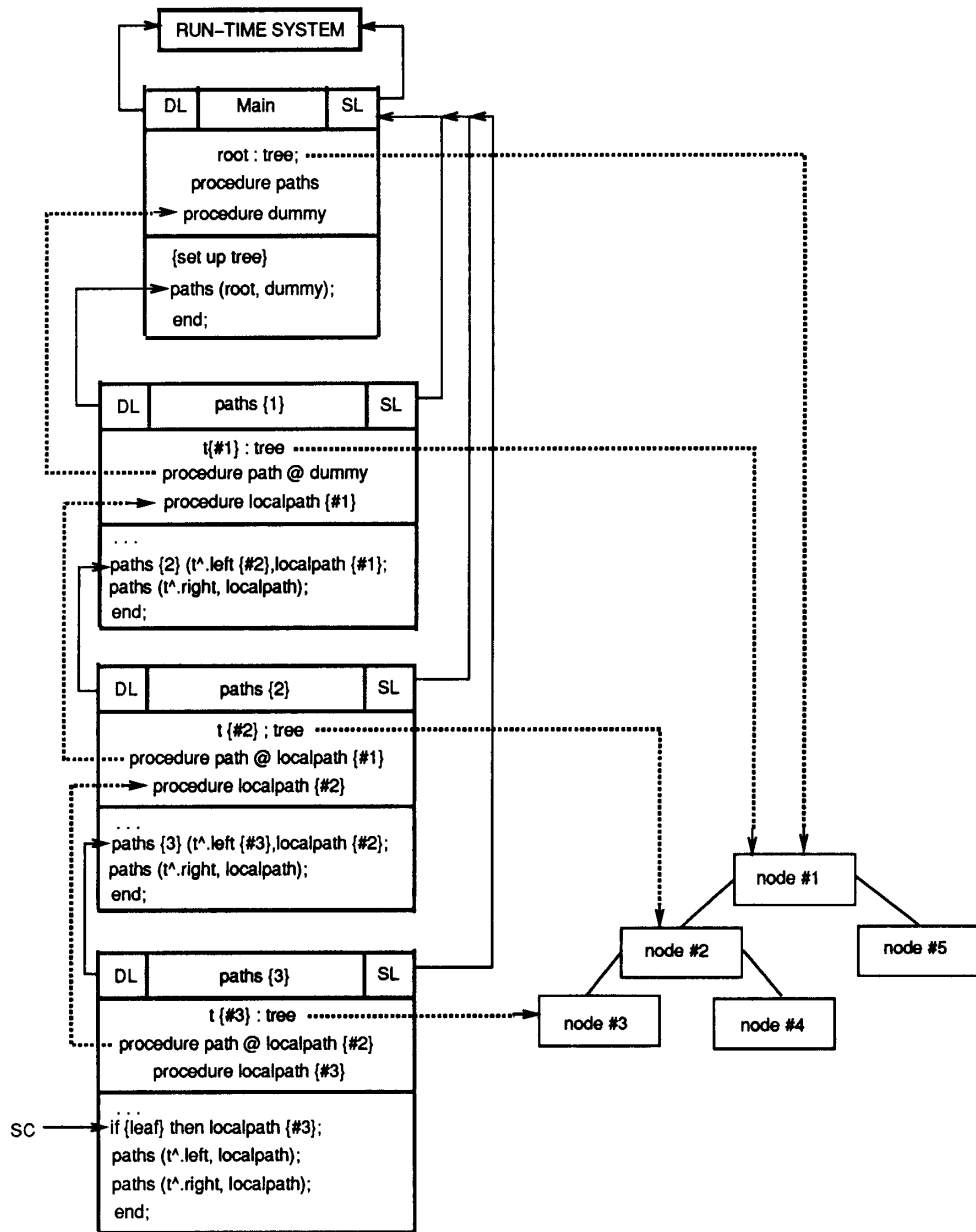 RUN–TIME SYSTEM
DL Main SL
root : tree;
procedure paths
procedure dummy
{set up tree}
paths (root, dummy);
end;
DL paths {1} SL
t{#1} : tree
procedure path @ dummy
procedure localpath {#1}
. . .
paths {2} (t^.left {#2},localpath {#1};
paths (t^.right, localpath);
end;
DL paths {2} SL
t {#2} ; tree
procedure path @ localpath {#1}
procedure localpath {#2}
. . .
paths {3} (t^.left {#3},localpath {#2};
paths (t^.right, localpath);
end;
node #1
node #2
node #5
node #3
node #4
DL paths {3} SL
t {#3} : tree
procedure path @ localpath {#2}
procedure localpath {#3}
. . .
SC if {leaf} then localpath {#3};
paths (t^.left, localpath);
paths (t^.right, localpath);
end;